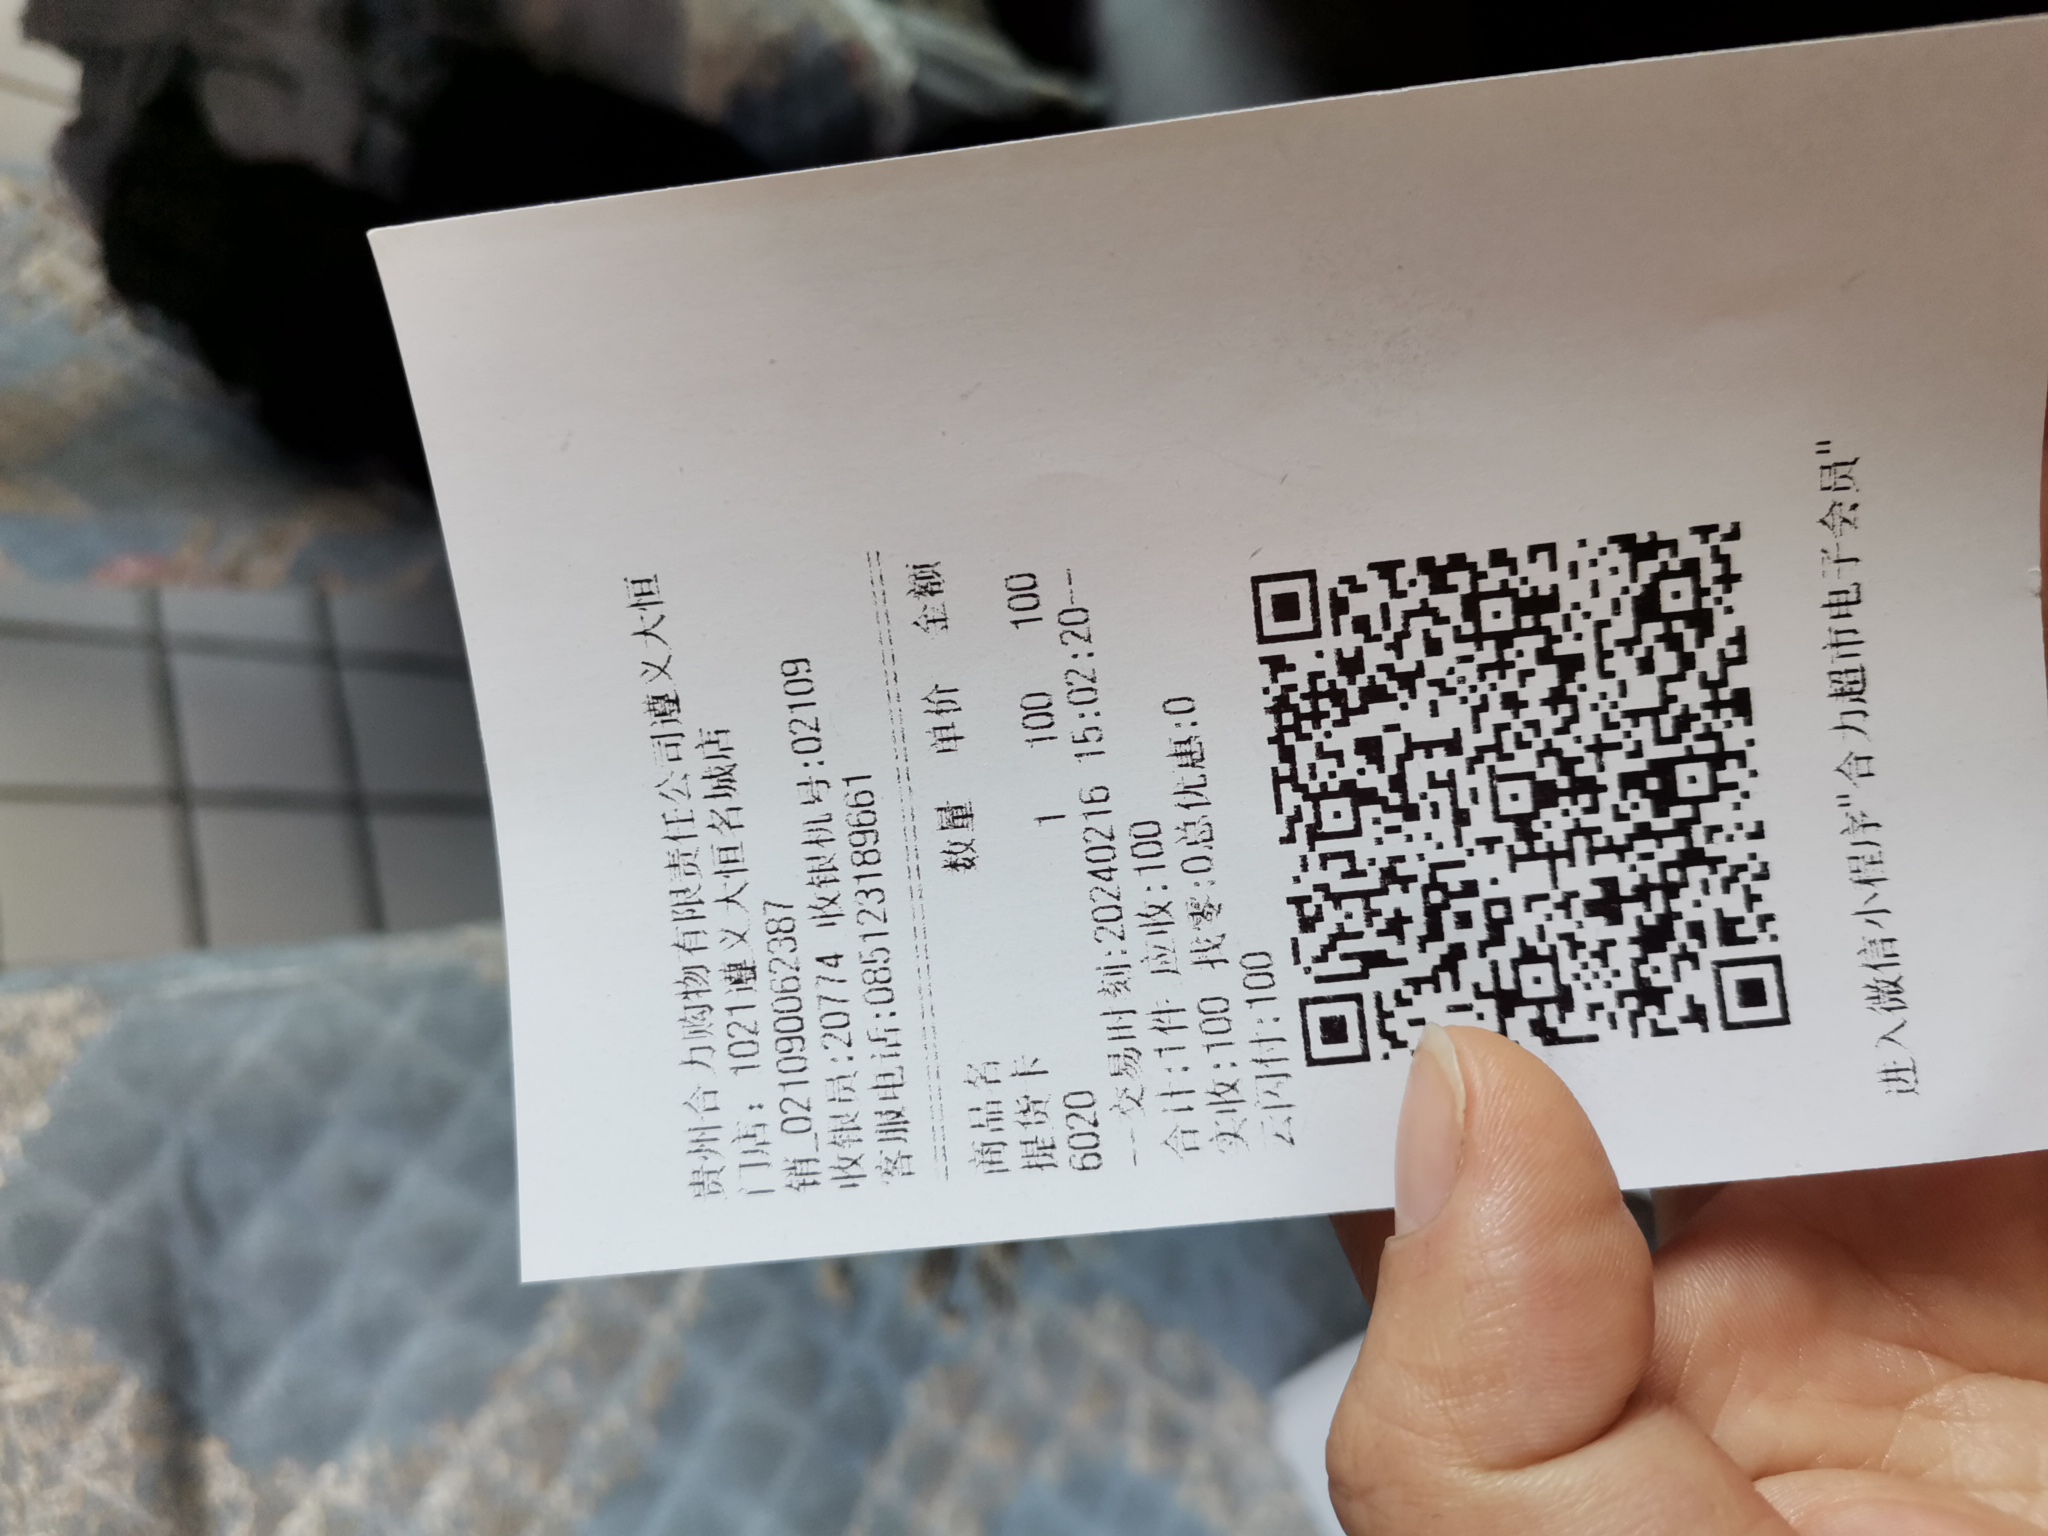 贵州合力购物有限责任公司遵义大恒
门店: 1021遵义大恒名城店
销_021090062387
收银员:20774 收银机号:02109
客服电话:085123189661
商品名 数量 单价 金额
提货卡
6020 1 100 100
---交易时刻:20240216 15:02:20---
合计:1件 应收:100
实收:100 找零:0总优惠:0
云闪付:100
进入微信小程序"合力超市电子会员"